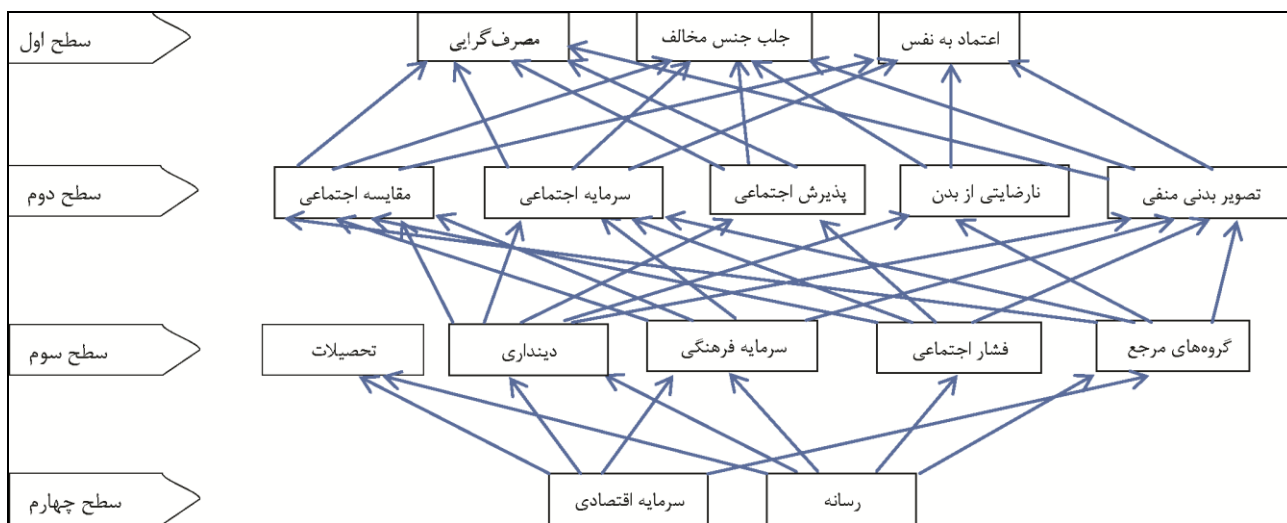 سطح اول
اعتماد به نفس
جلب جنس مخالف
مصرف‌گرایی
سطح دوم
تصویر بدنی منفی
نارضایتی از بدن
پذیرش اجتماعی
سرمایه اجتماعی
مقایسه اجتماعی
سطح سوم
گروه‌های مرجع
فشار اجتماعی
سرمایه فرهنگی
دینداری
تحصیلات
سطح چهارم
رسانه
سرمایه اقتصادی